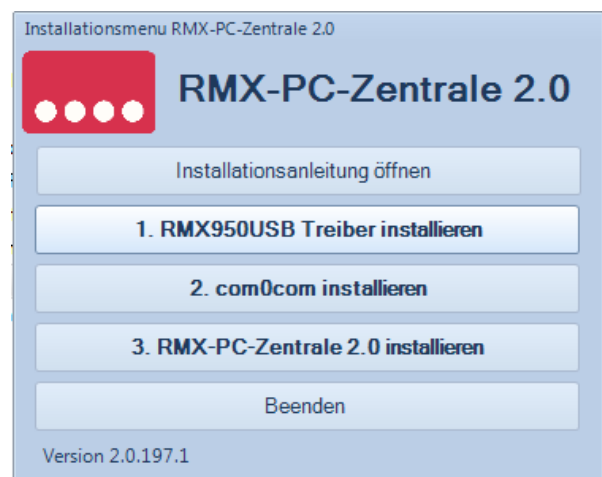 Installationsmenu RMX-PC-Zentrale 2.0
RMX-PC-Zentrale 2.0
Installationsanleitung öffnen
1. RMX950USB Treiber installieren
2. com0com installieren
3. RMX-PC-Zentrale 2.0 installieren
Beenden
Version 2.0.197.1